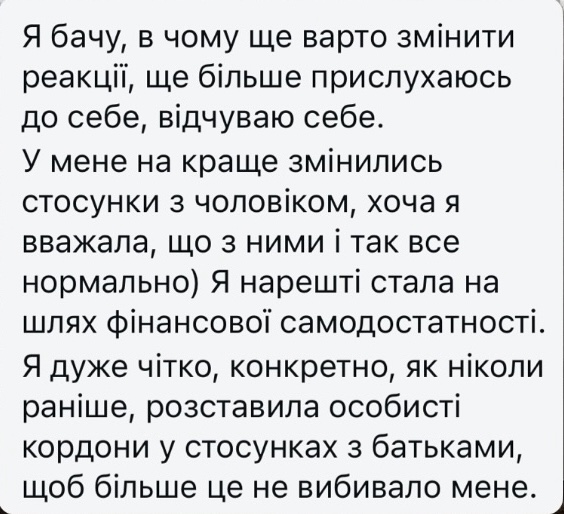 Я бачу, в чому ще варто змінити
реакції, ще більше прислухаюсь
до себе, відчуваю себе.
У мене на краще змінились
стосунки з чоловіком, хоча я
вважала, що з ними і так все
нормально) Я нарешті стала на
шлях фінансової самодостатності.
Я дуже чітко, конкретно, як ніколи
раніше, розставила особисті
кордони у стосунках з батьками,
щоб більше це не вибивало мене.